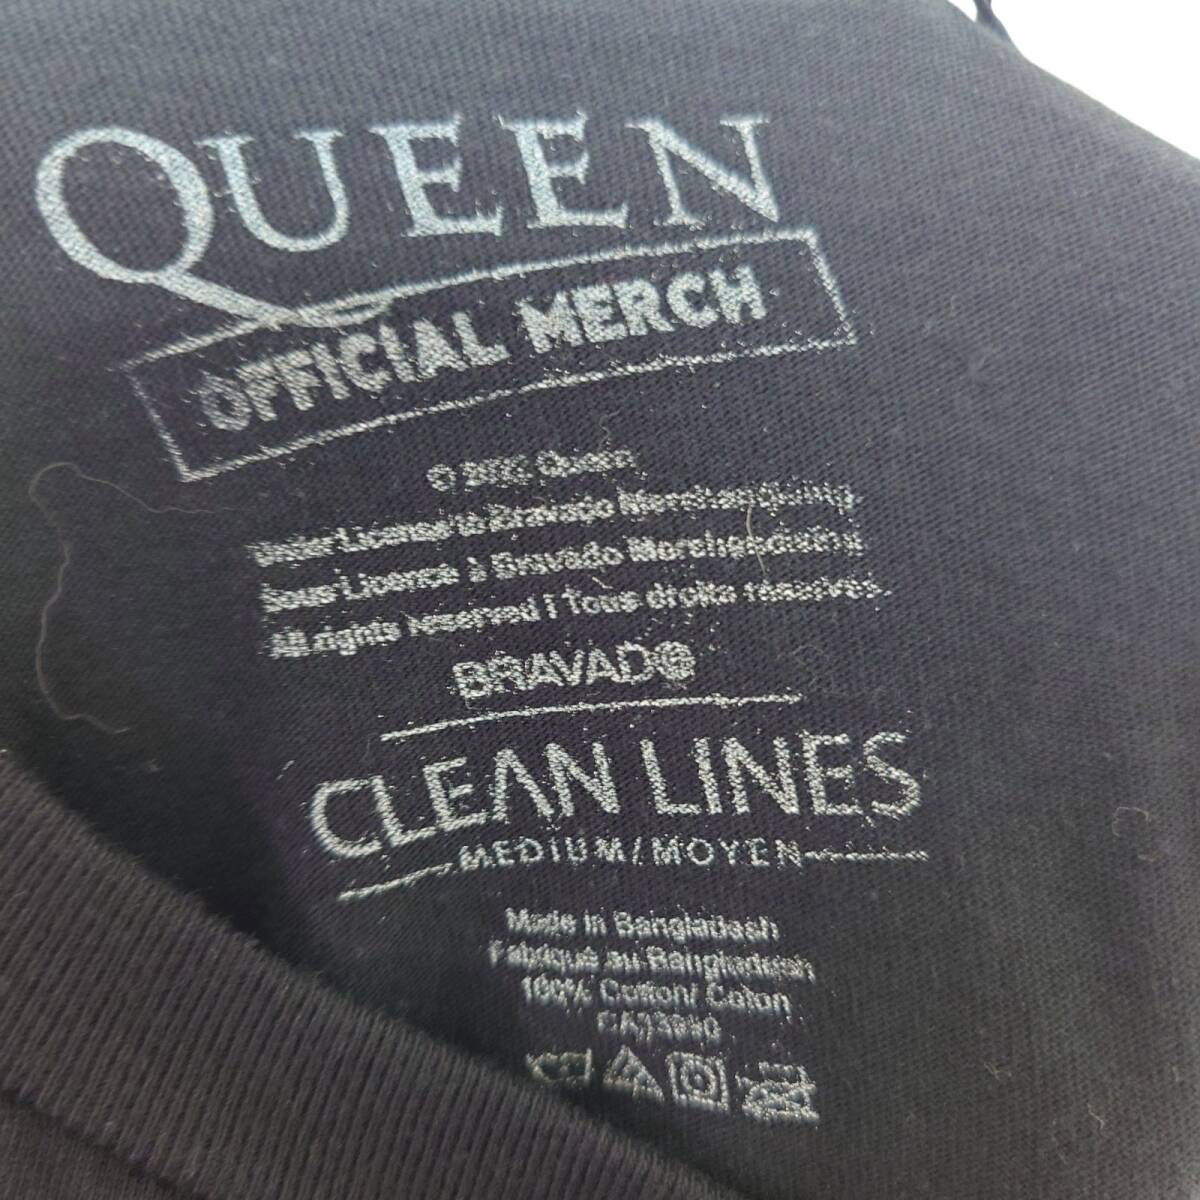 QUEEN
OFFICIAL MERCH
© Queen
Under License to Bravado Merchandising.
Sous Licence à Bravado Merchandising
All rights reserved | Tous droits réservés.
BRAVADO
CLEAN LINES
MEDIUM/MOYEN
Made in Bangladesh
Fabriqué au Bangladesh
100% Cotton/ Coton